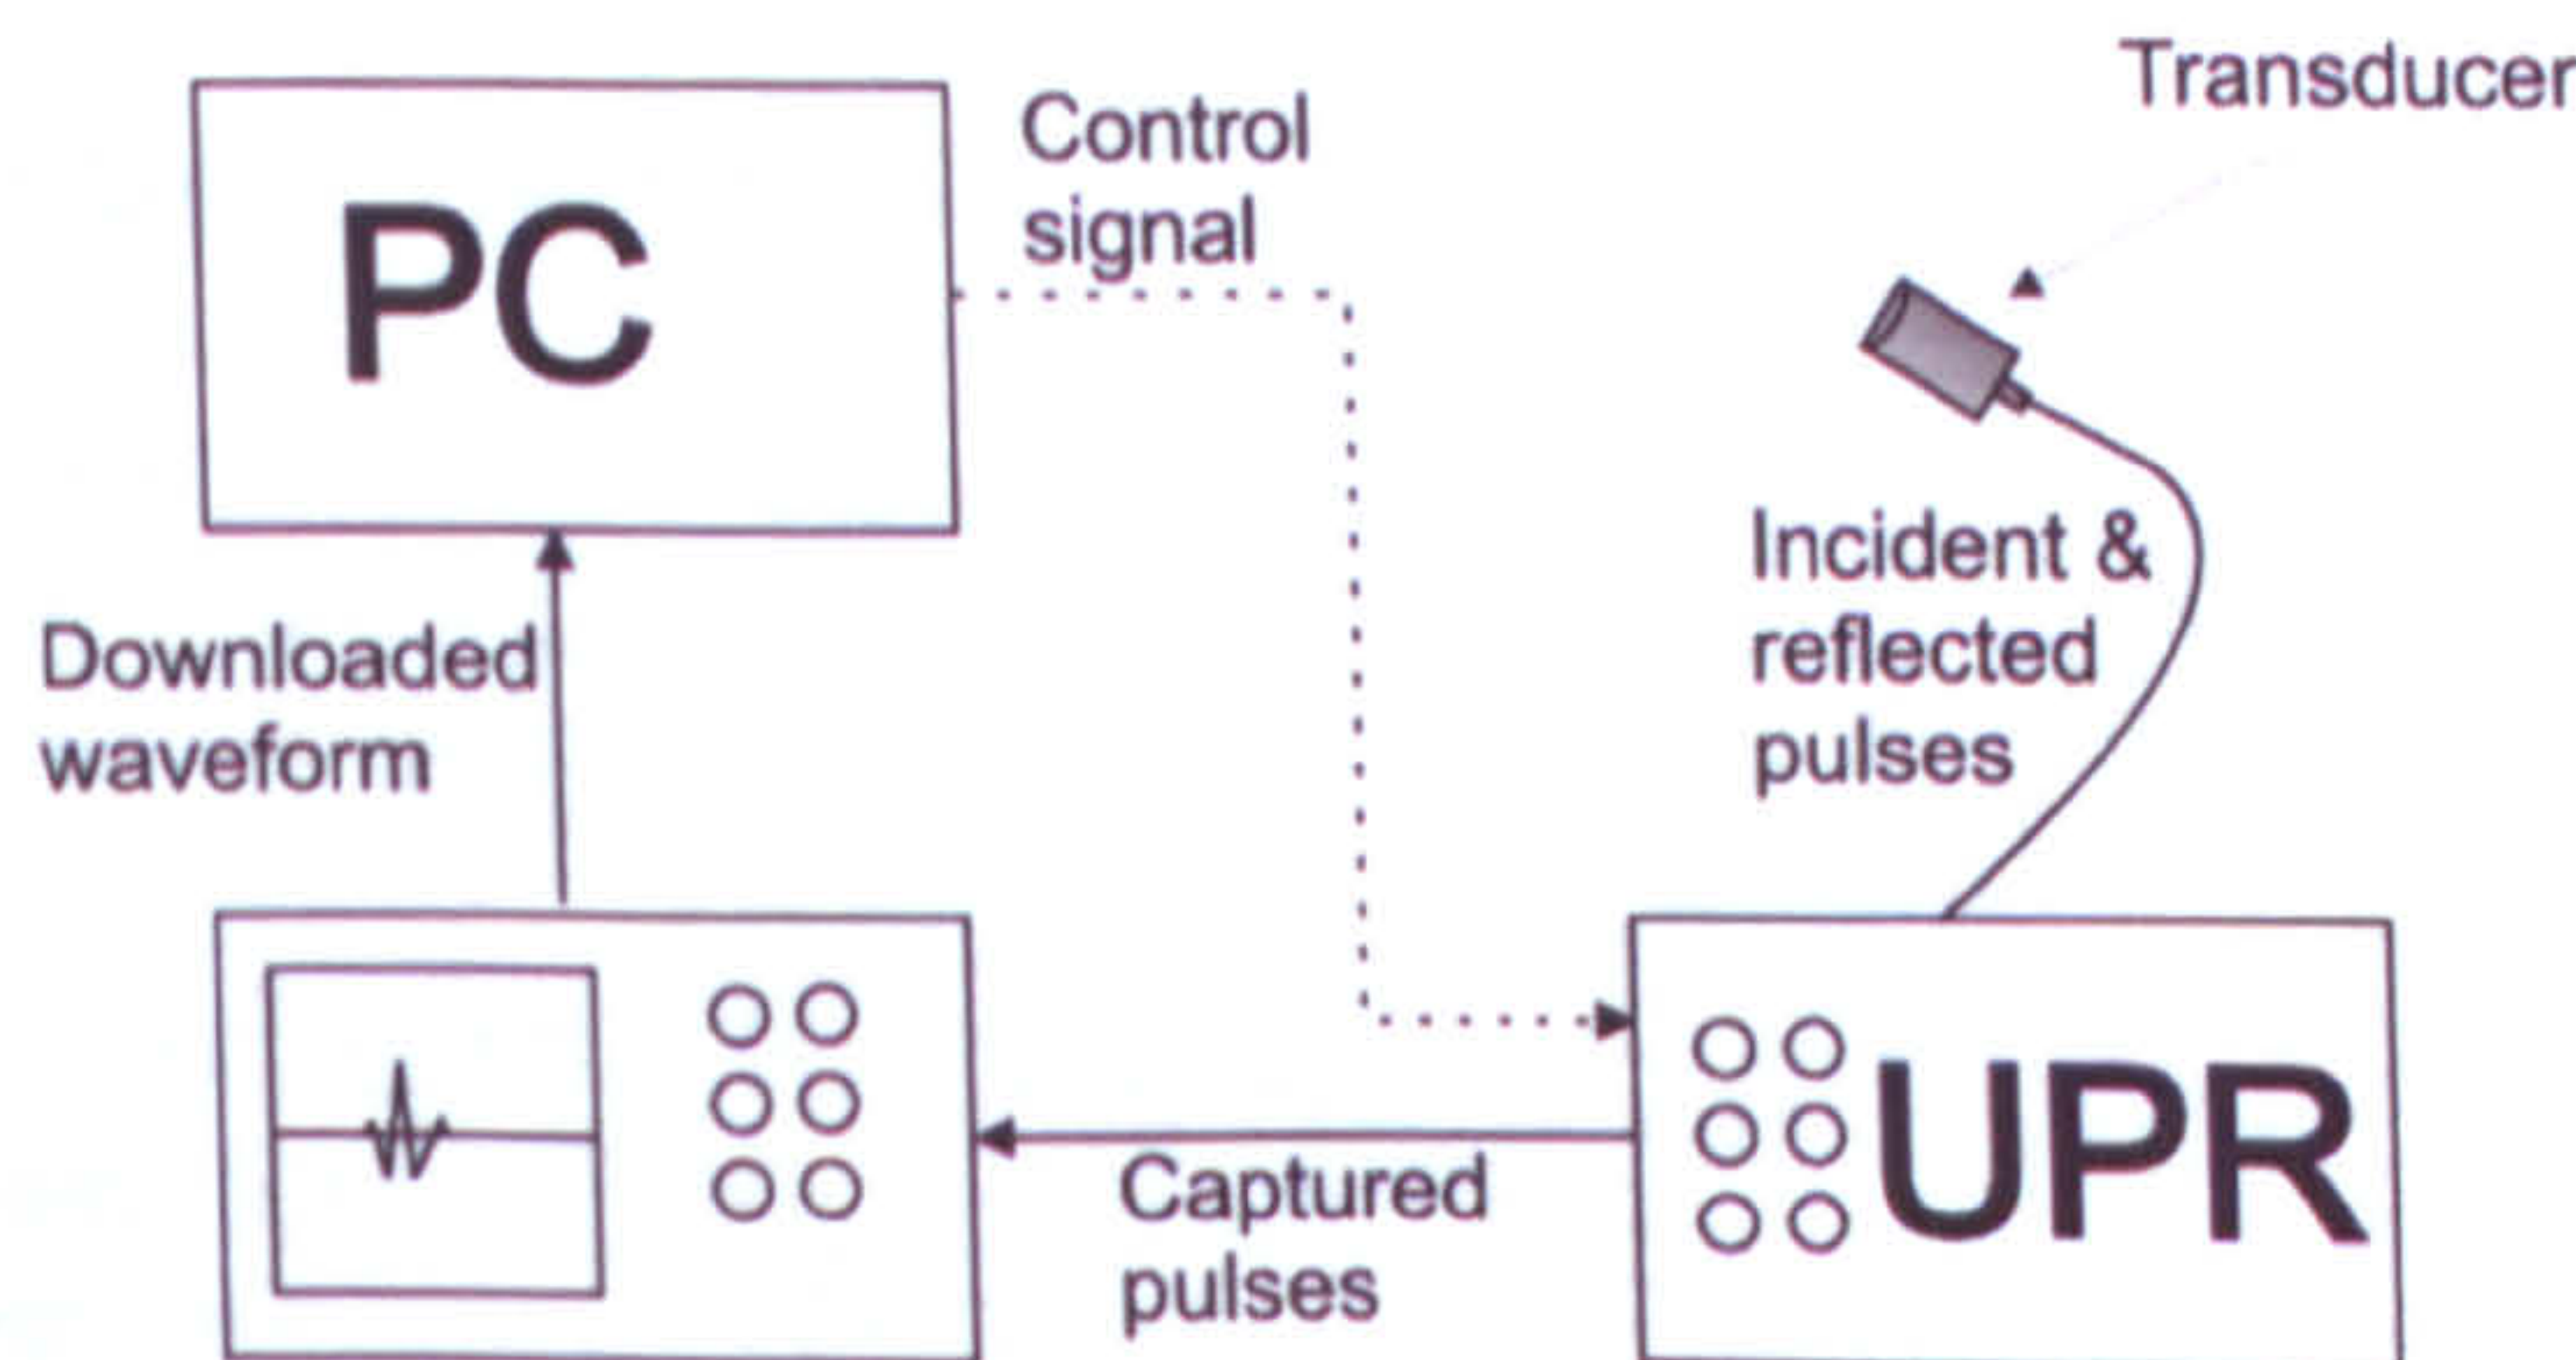 Transducer
PC
Control
signal
Incident &
reflected
pulses
Downloaded
waveform
UPR
Captured
pulses